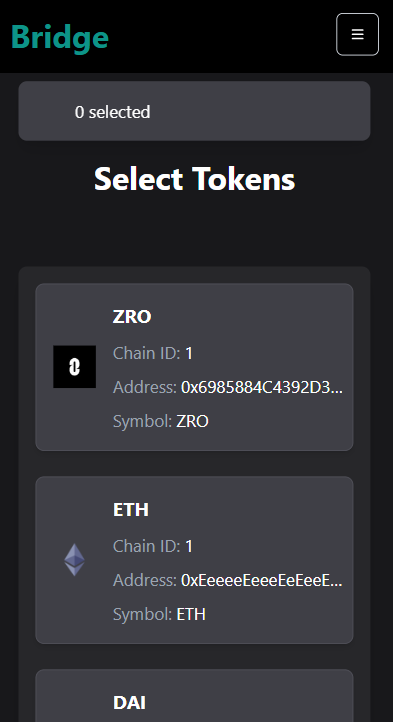 Bridge
0 selected
Select Tokens
ZRO
Chain ID: 1
Address: 0x6985884C4392D3...
Symbol: ZRO
ETH
Chain ID: 1
Address: 0xEeeeeEeeeEeEeeE...
Symbol: ETH
DAI